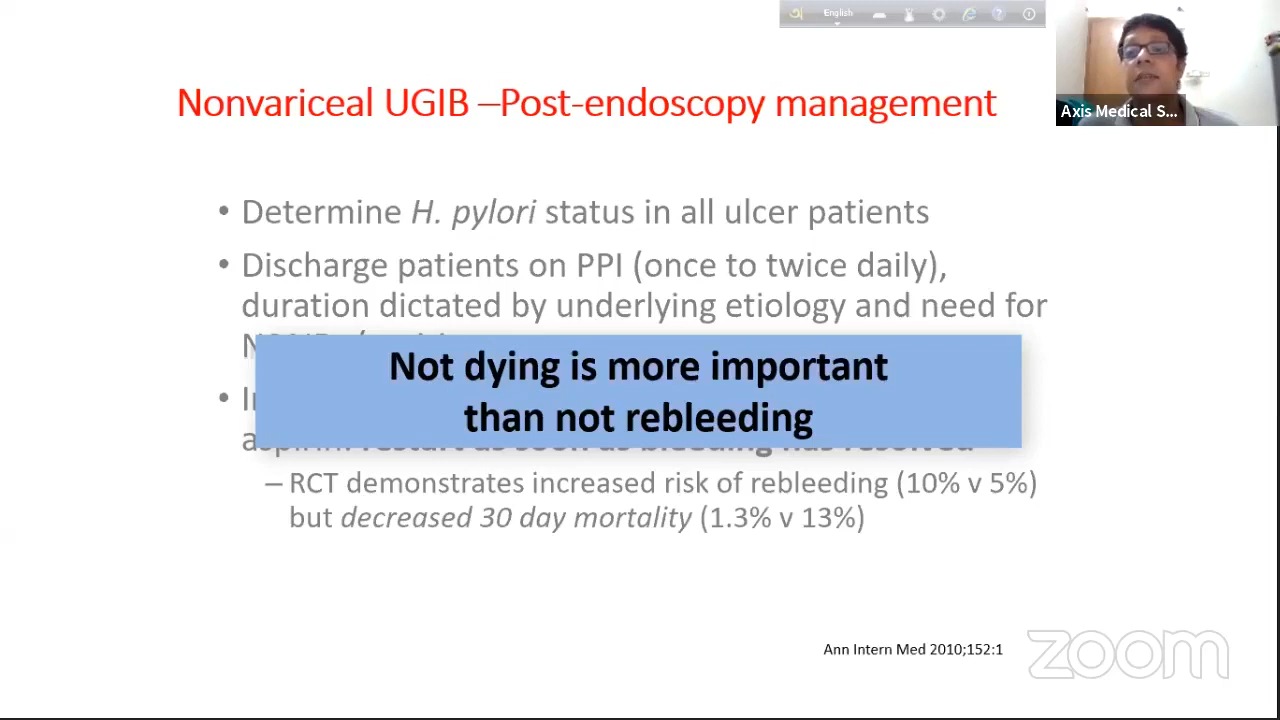 English
Axis Medical S...
Nonvariceal UGIB –Post-endoscopy management
• Determine H. pylori status in all ulcer patients
• Discharge patients on PPI (once to twice daily),
duration dictated by underlying etiology and need for
Not dying is more important
than not rebleeding
– RCT demonstrates increased risk of rebleeding (10% v 5%)
but decreased 30 day mortality (1.3% v 13%)
Ann Intern Med 2010;152:1
zoom